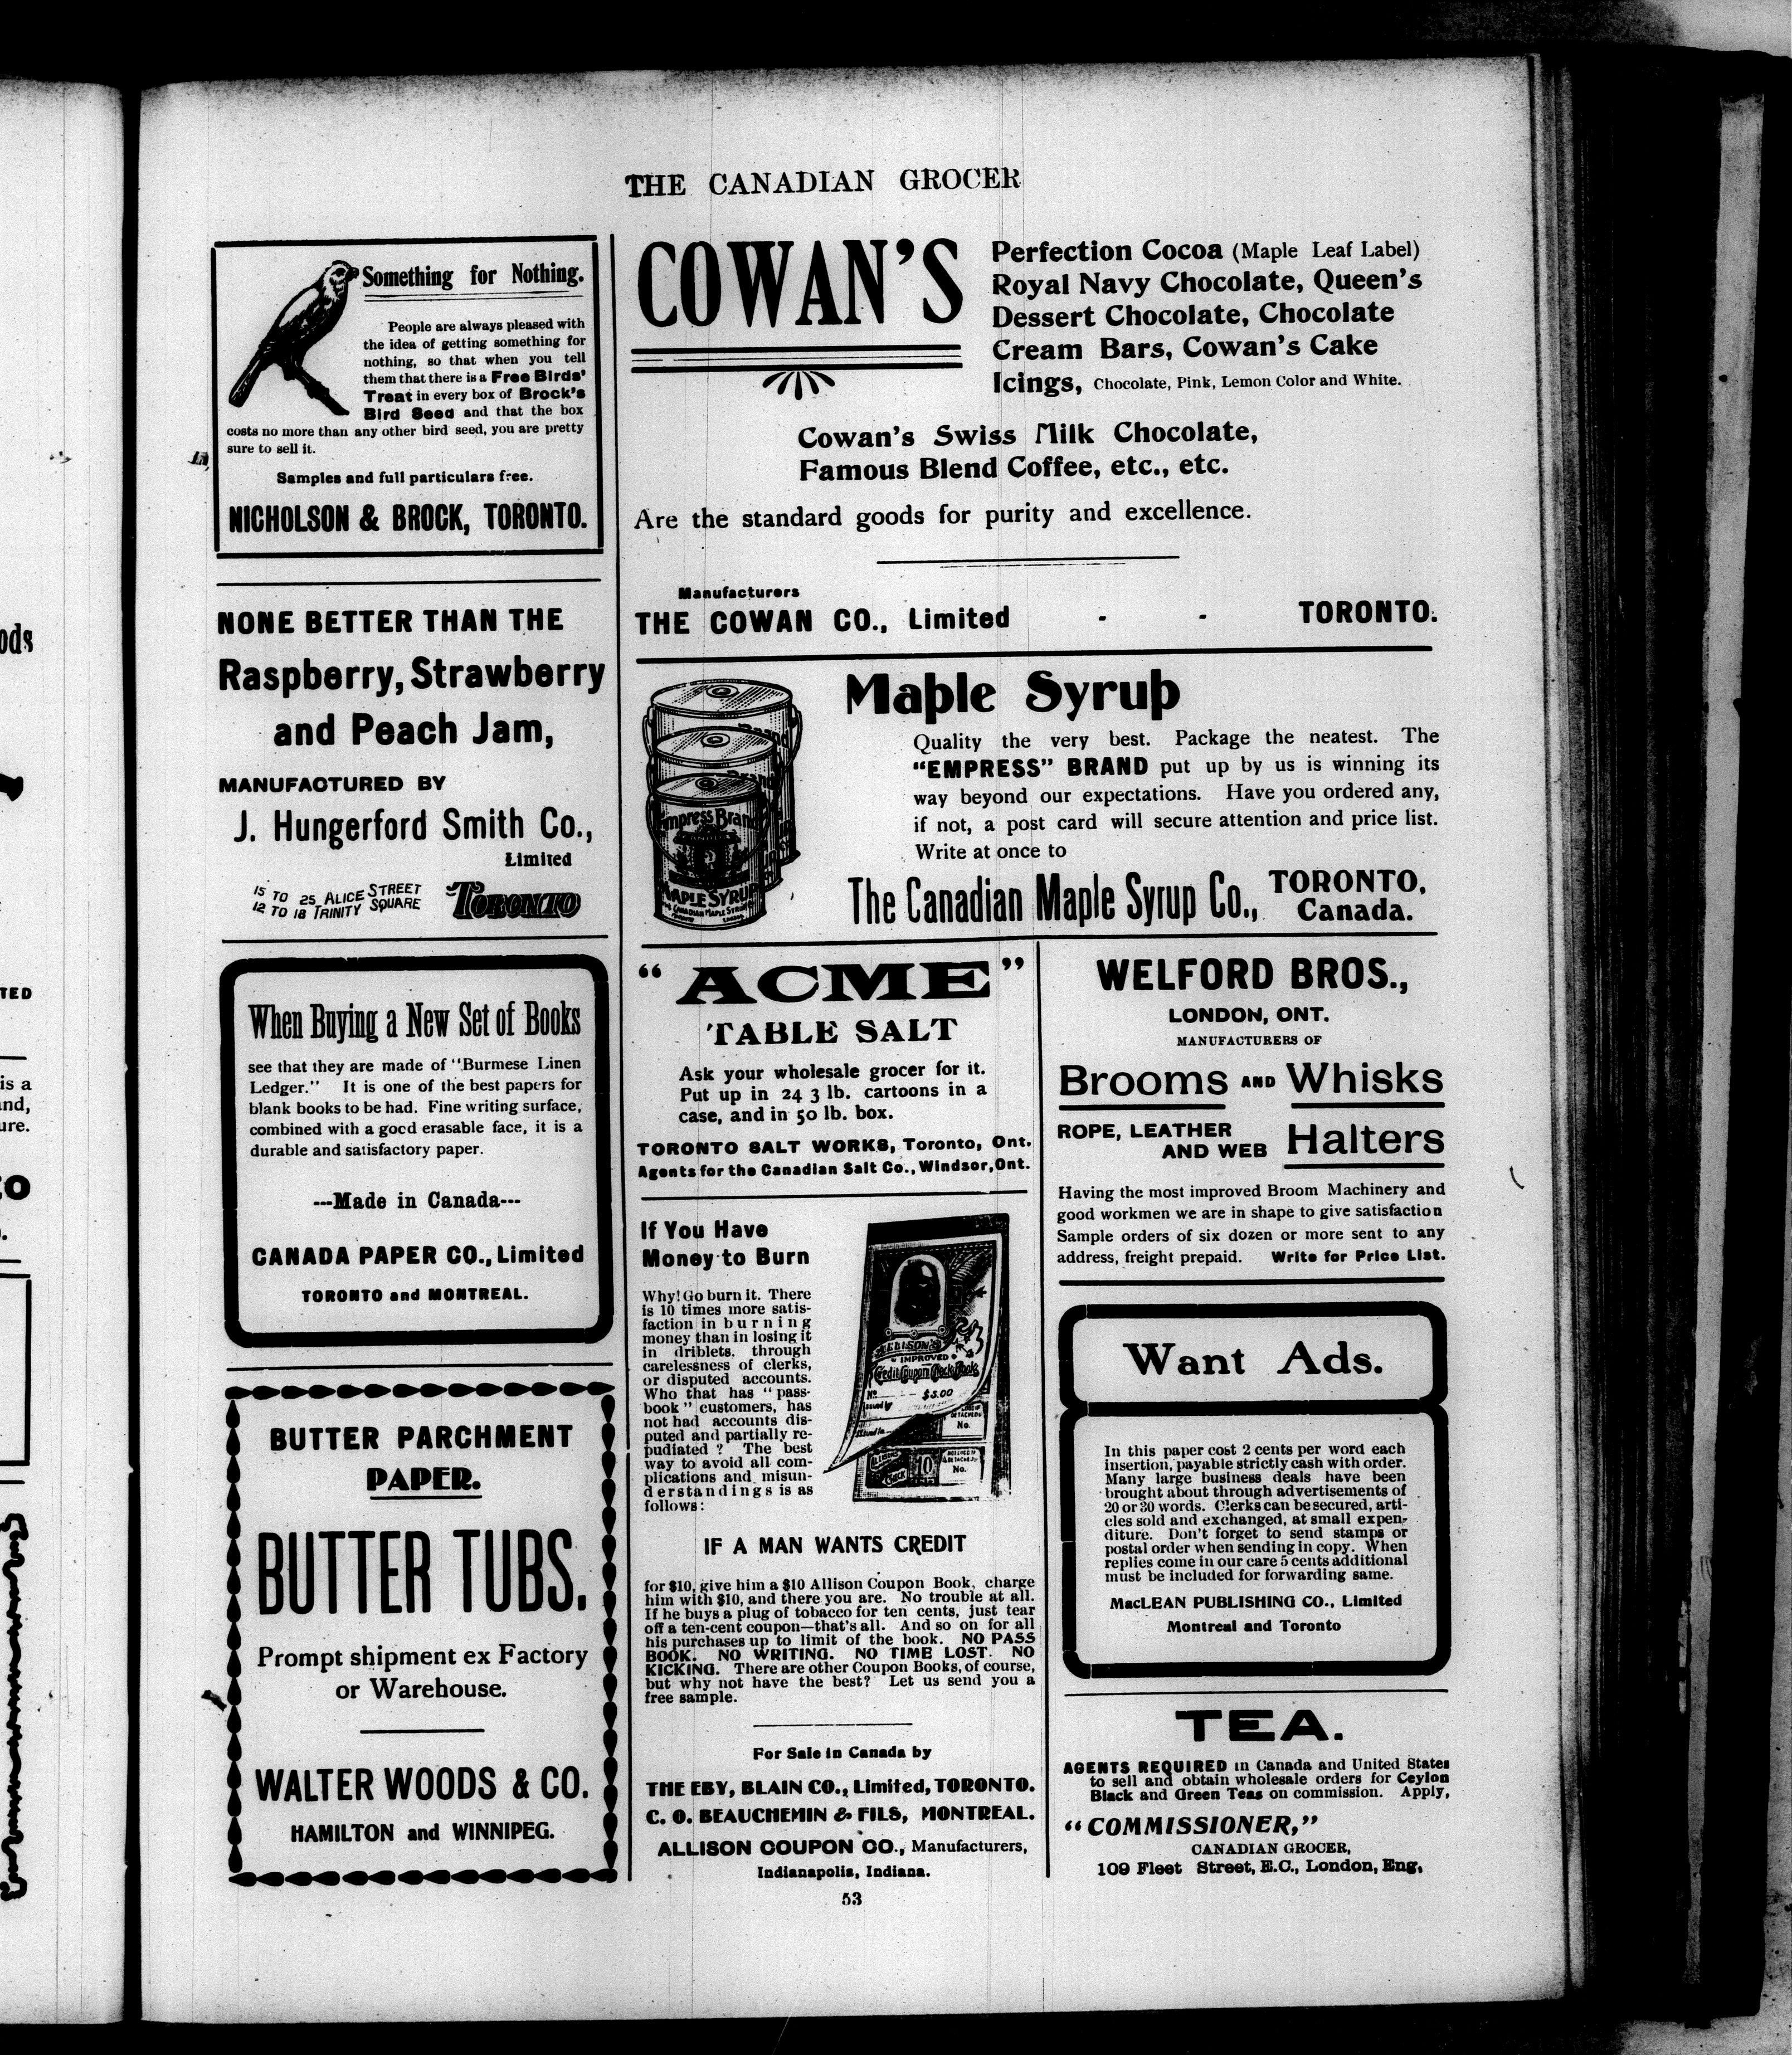 THE CANADIAN GROCER
Something for Nothing.
People are always pleased with
the idea of getting something for
nothing, so that when you tell
them that there is a Free Birds'
Treat in every box of Brock's
Bird Seed and that the box
costs no more than any other bird seed, you are pretty
sure to sell it.
Samples and full particulars free.
NICHOLSON & BROCK, TORONTO.
NONE BETTER THAN THE
Raspberry, Strawberry
and Peach Jam,
MANUFACTURED BY
J. Hungerford Smith Co.,
Limited
15 TO 25 ALICE STREET
12 TO 18 TRINITY SQUARE
TORONTO
When Buying a New Set of Books
see that they are made of "Burmese Linen
Ledger." It is one of the best papers for
blank books to be had. Fine writing surface,
combined with a good erasable face, it is a
durable and satisfactory paper.
---Made in Canada---
CANADA PAPER CO., Limited
TORONTO and MONTREAL.
BUTTER PARCHMENT
PAPER.
BUTTER TUBS.
Prompt shipment ex Factory
or Warehouse.
WALTER WOODS & CO.
HAMILTON and WINNIPEG.
COWAN'S
Perfection Cocoa (Maple Leaf Label)
Royal Navy Chocolate, Queen's
Dessert Chocolate, Chocolate
Cream Bars, Cowan's Cake
Icings, Chocolate, Pink, Lemon Color and White.
Cowan's Swiss Milk Chocolate,
Famous Blend Coffee, etc., etc.
Are the standard goods for purity and excellence.
Manufacturers
THE COWAN CO., Limited - - TORONTO.
Maple Syrup
Quality the very best. Package the neatest. The
"EMPRESS" BRAND put up by us is winning its
way beyond our expectations. Have you ordered any,
if not, a post card will secure attention and price list.
Write at once to
The Canadian Maple Syrup Co., TORONTO,
Canada.
Empress Brand
MAPLE SYRUP
"ACME"
TABLE SALT
Ask your wholesale grocer for it.
Put up in 24 3 lb. cartoons in a
case, and in 50 lb. box.
TORONTO SALT WORKS, Toronto, Ont.
Agents for the Canadian Salt Co., Windsor, Ont.
If You Have
Money to Burn
Why! Go burn it. There
is 10 times more satis-
faction in burning
money than in losing it
in driblets, through
carelessness of clerks,
or disputed accounts.
Who that has "pass-
book" customers, has
not had accounts dis-
puted and partially re-
pudiated? The best
way to avoid all com-
plications and misun-
derstandings is as
follows:
ALLISON'S
IMPROVED
Credit Coupon Check Book
No. $5.00
IF A MAN WANTS CREDIT
for $10, give him a $10 Allison Coupon Book, charge
him with $10, and there you are. No trouble at all.
If he buys a plug of tobacco for ten cents, just tear
off a ten-cent coupon—that's all. And so on for all
his purchases up to limit of the book. NO PASS
BOOK. NO WRITING. NO TIME LOST. NO
KICKING. There are other Coupon Books, of course,
but why not have the best? Let us send you a
free sample.
For Sale in Canada by
THE EBY, BLAIN CO., Limited, TORONTO.
C. O. BEAUCHEMIN & FILS, MONTREAL.
ALLISON COUPON CO., Manufacturers,
Indianapolis, Indiana.
WELFORD BROS.,
LONDON, ONT.
MANUFACTURERS OF
Brooms AND Whisks
ROPE, LEATHER
AND WEB Halters
Having the most improved Broom Machinery and
good workmen we are in shape to give satisfaction
Sample orders of six dozen or more sent to any
address, freight prepaid. Write for Price List.
Want Ads.
In this paper cost 2 cents per word each
insertion, payable strictly cash with order.
Many large business deals have been
brought about through advertisements of
20 or 30 words. Clerks can be secured, arti-
cles sold and exchanged, at small expen-
diture. Don't forget to send stamps or
postal order when sending in copy. When
replies come in our care 5 cents additional
must be included for forwarding same.
MacLEAN PUBLISHING CO., Limited
Montreal and Toronto
TEA.
AGENTS REQUIRED in Canada and United States
to sell and obtain wholesale orders for Ceylon
Black and Green Teas on commission. Apply,
"COMMISSIONER,"
CANADIAN GROCER,
109 Fleet Street, E.C., London, Eng,
53